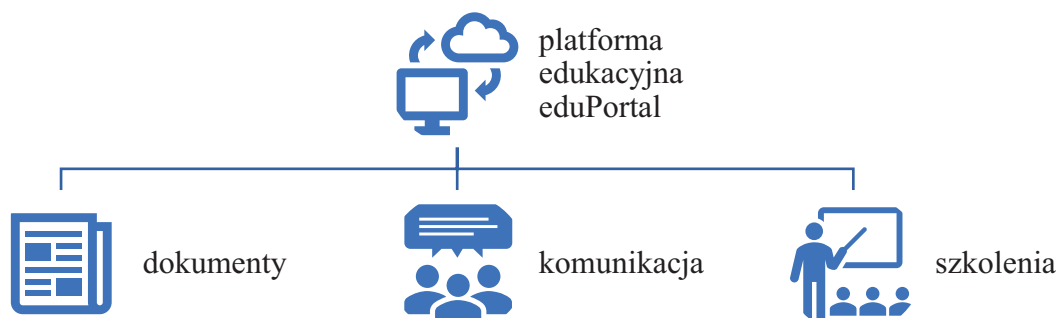 platforma
edukacyjna
eduPortal
dokumenty
komunikacja
szkolenia